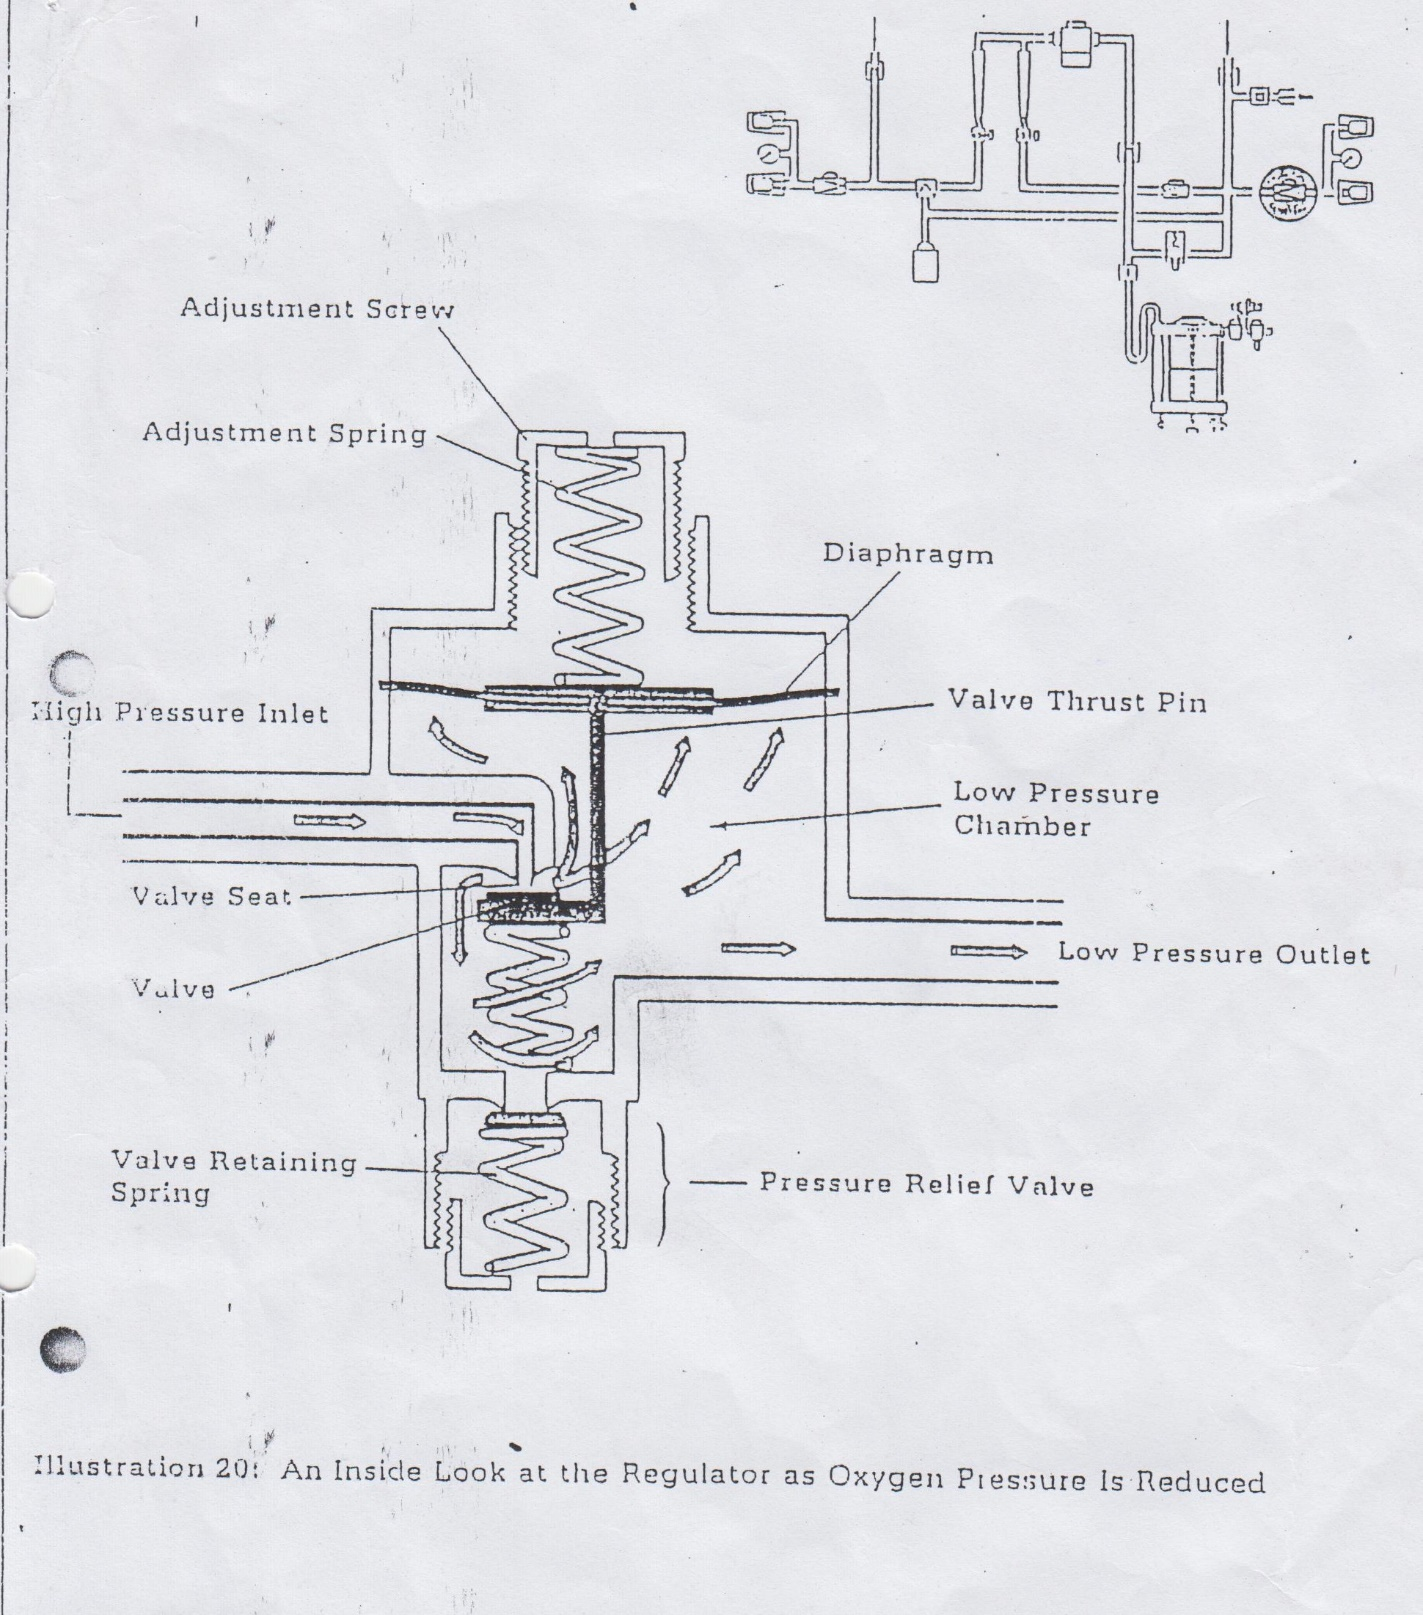 Adjustment Screw
Adjustment Spring
Diaphragm
High Pressure Inlet
Valve Thrust Pin
Low Pressure
Chamber
Valve Seat
Low Pressure Outlet
Valve
Valve Retaining
Spring
Pressure Relief Valve
Illustration 20: An Inside Look at the Regulator as Oxygen Pressure Is Reduced